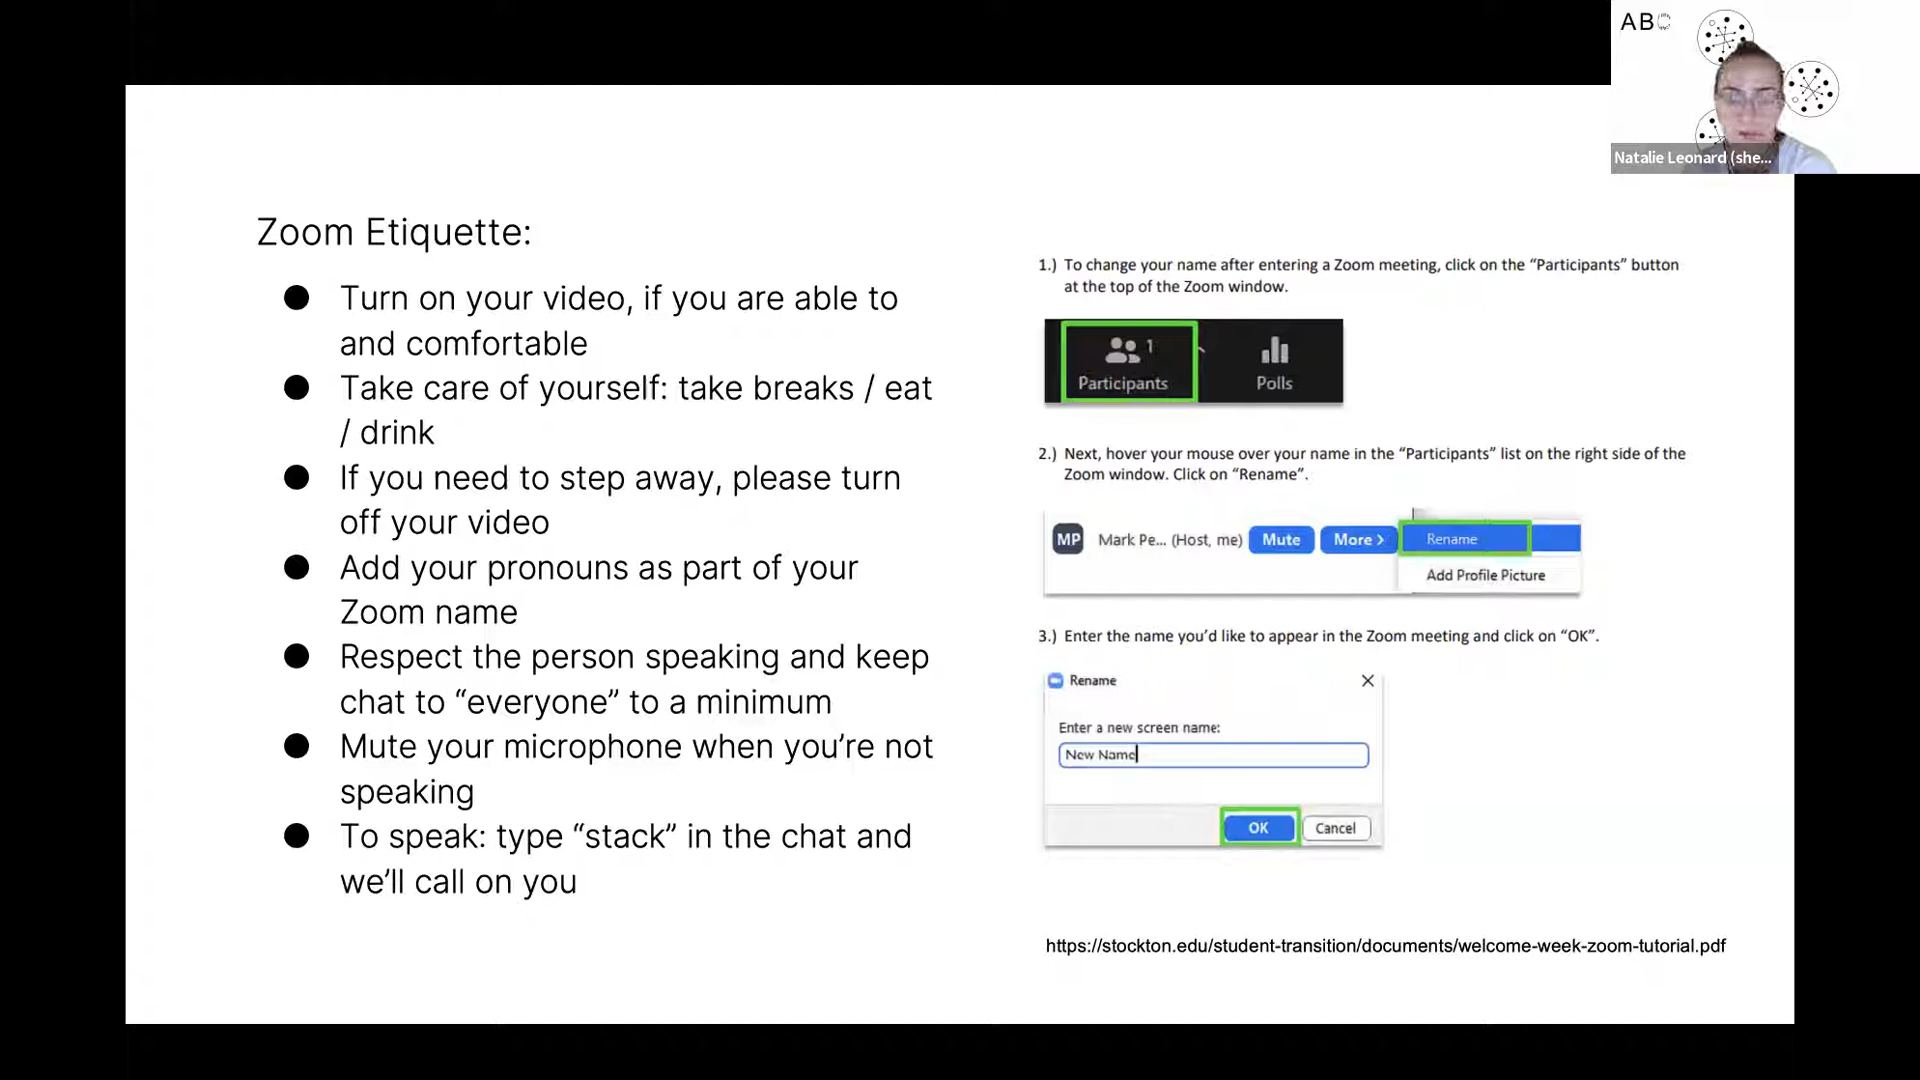 ABC
Natalie Leonard (she...
Zoom Etiquette:
● Turn on your video, if you are able to
and comfortable
● Take care of yourself: take breaks / eat
/ drink
● If you need to step away, please turn
off your video
● Add your pronouns as part of your
Zoom name
● Respect the person speaking and keep
chat to “everyone” to a minimum
● Mute your microphone when you’re not
speaking
● To speak: type “stack” in the chat and
we’ll call on you
1.) To change your name after entering a Zoom meeting, click on the “Participants” button
at the top of the Zoom window.
1
Participants Polls
2.) Next, hover your mouse over your name in the “Participants” list on the right side of the
Zoom window. Click on “Rename”.
MP Mark Pe... (Host, me) Mute More > Rename
Add Profile Picture
3.) Enter the name you’d like to appear in the Zoom meeting and click on “OK”.
Rename
Enter a new screen name:
New Name
OK Cancel
https://stockton.edu/student-transition/documents/welcome-week-zoom-tutorial.pdf